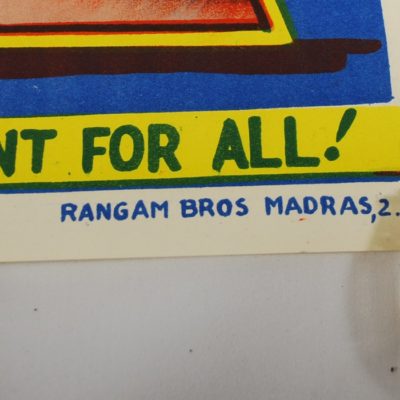 NT FOR ALL!
RANGAM BROS MADRAS,2.